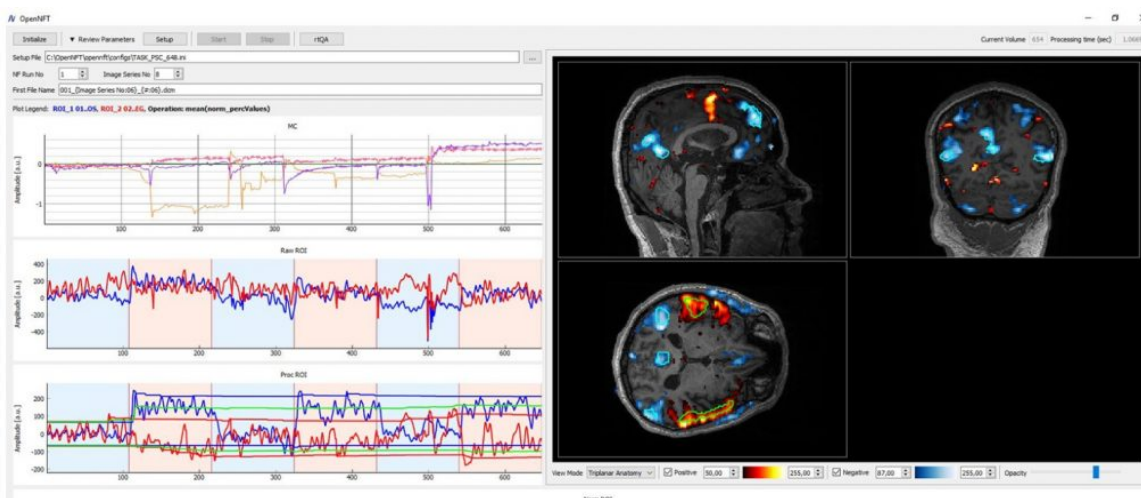 OpenNFT
Initialize ▼ Review Parameters Setup Start Stop rtQA Current Volume 654 Processing time (sec)
Setup File C:\OpenNFT\opennft\configs\TASK_PSC_64B.ini ...
NF Run No 1 Image Series No 8
First File Name 001_{Image Series No:06}_{#:06}.dcm
Plot Legend: ROI_1 01..OS, ROI_2 02..EG, Operation: mean(norm_percValues)
MC
Amplitude [a.u.]
0
-1
100 200 300 400 500 600
Raw ROI
Amplitude [a.u.]
400
200
0
-200
-400
100 200 300 400 500 600
Proc ROI
Amplitude [a.u.]
200
100
0
-100
-200
100 200 300 400 500 600
View Mode Triplanar Anatomy Positive 50,00 255,00 Negative 87,00 255,00 Opacity